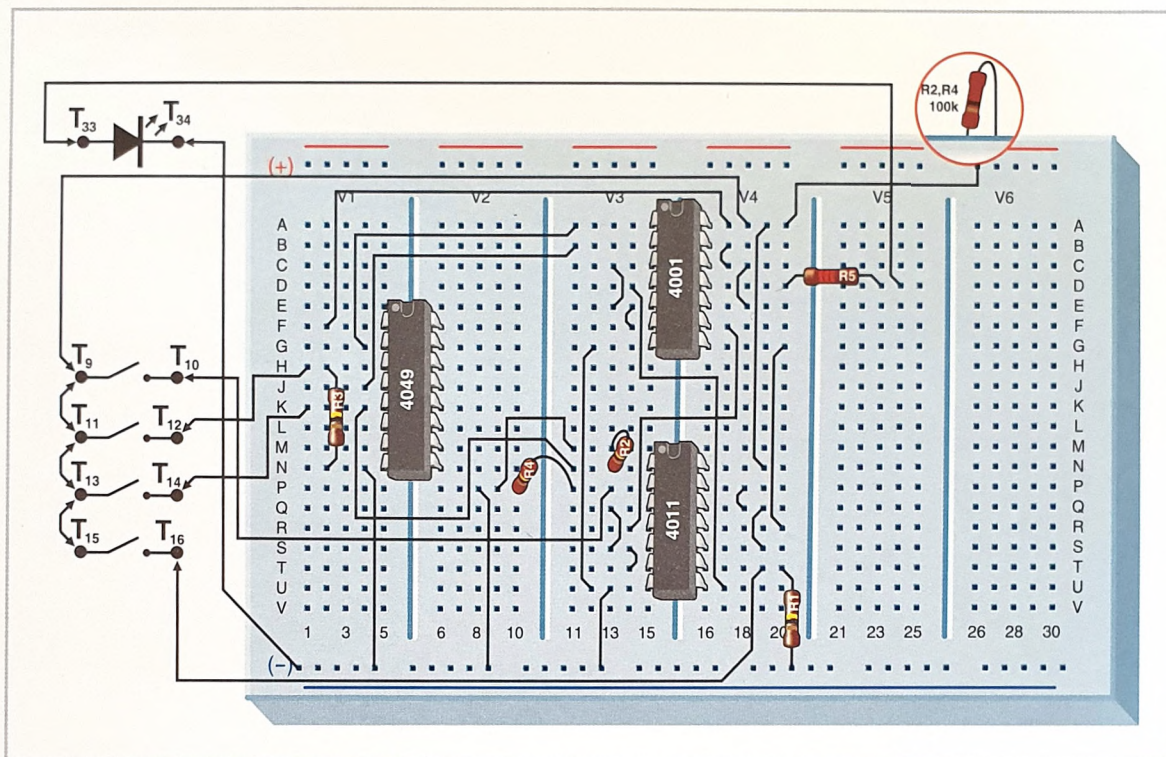 R2,R4
100k
T33
T34
(+)
V1 V2 V3 V4 V5 V6
A A
B B
C C
D D
E E
F F
G G
H H
J J
K K
L L
M M
N N
P P
Q Q
R R
S S
T T
U U
V V
4001
4049
4011
R5
R3
R2
R4
R1
T9
T10
T11
T12
T13
T14
T15
T16
1 3 5 6 8 10 11 13 15 16 18 20 21 23 25 26 28 30
(-)